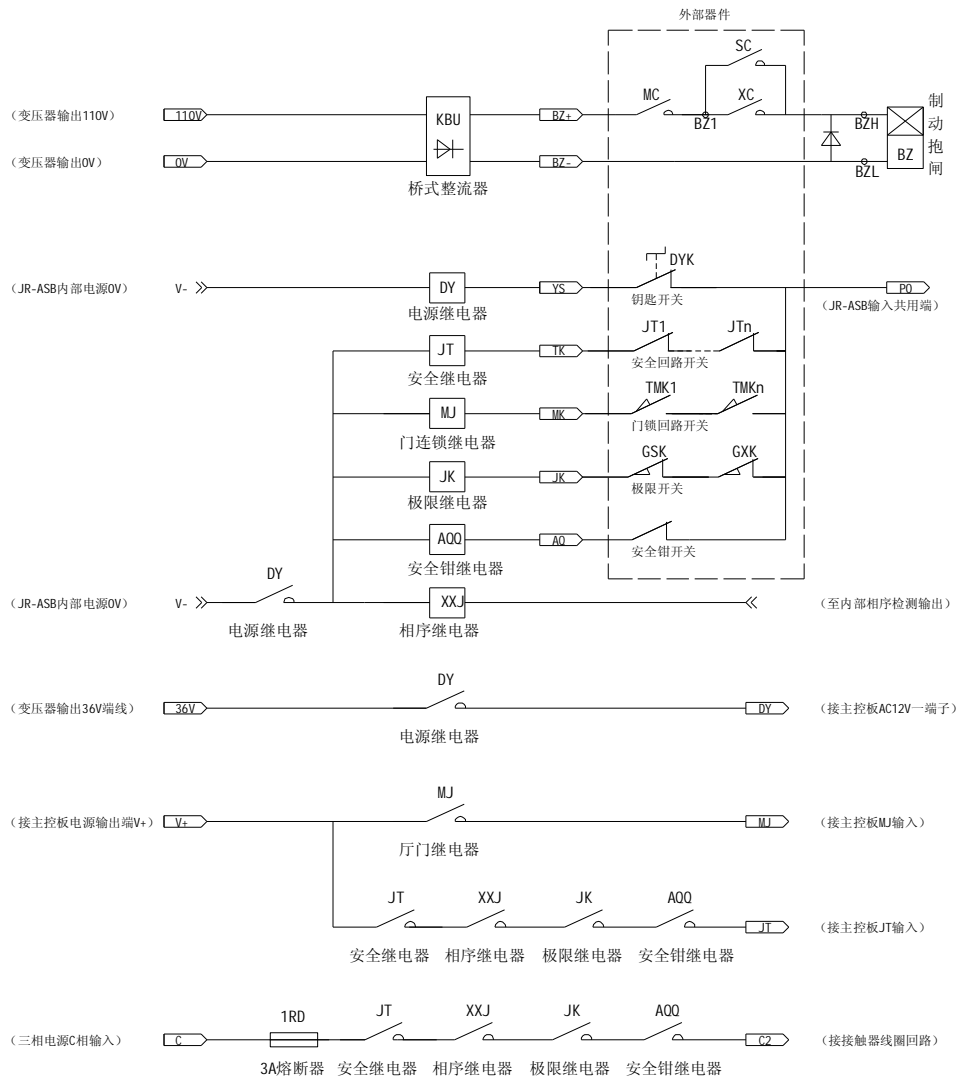 外部器件
SC
MC
XC
(变压器输出110V)
110V
KBU
BZ+
BZ1
BZH
制动抱闸
(变压器输出0V)
0V
BZ-
BZL
BZ
桥式整流器
DYK
(JR-ASB内部电源0V)
V-
DY
YS
钥匙开关
P0
(JR-ASB输入共用端)
电源继电器
JT1
JTn
JT
TK
安全回路开关
安全继电器
TMK1
TMKn
MJ
MK
门锁回路开关
门连锁继电器
GSK
GXK
JK
JK
极限开关
极限继电器
AQQ
AQ
安全钳开关
安全钳继电器
DY
(JR-ASB内部电源0V)
V-
XXJ
(至内部相序检测输出)
电源继电器
相序继电器
DY
(变压器输出36V端线)
36V
DY
(接主控板AC12V一端子)
电源继电器
MJ
(接主控板电源输出端V+)
V+
MJ
(接主控板MJ输入)
厅门继电器
JT
XXJ
JK
AQQ
JT
(接主控板JT输入)
安全继电器
相序继电器
极限继电器
安全钳继电器
1RD
JT
XXJ
JK
AQQ
(三相电源C相输入)
C
C2
(接接触器线圈回路)
3A熔断器
安全继电器
相序继电器
极限继电器
安全钳继电器